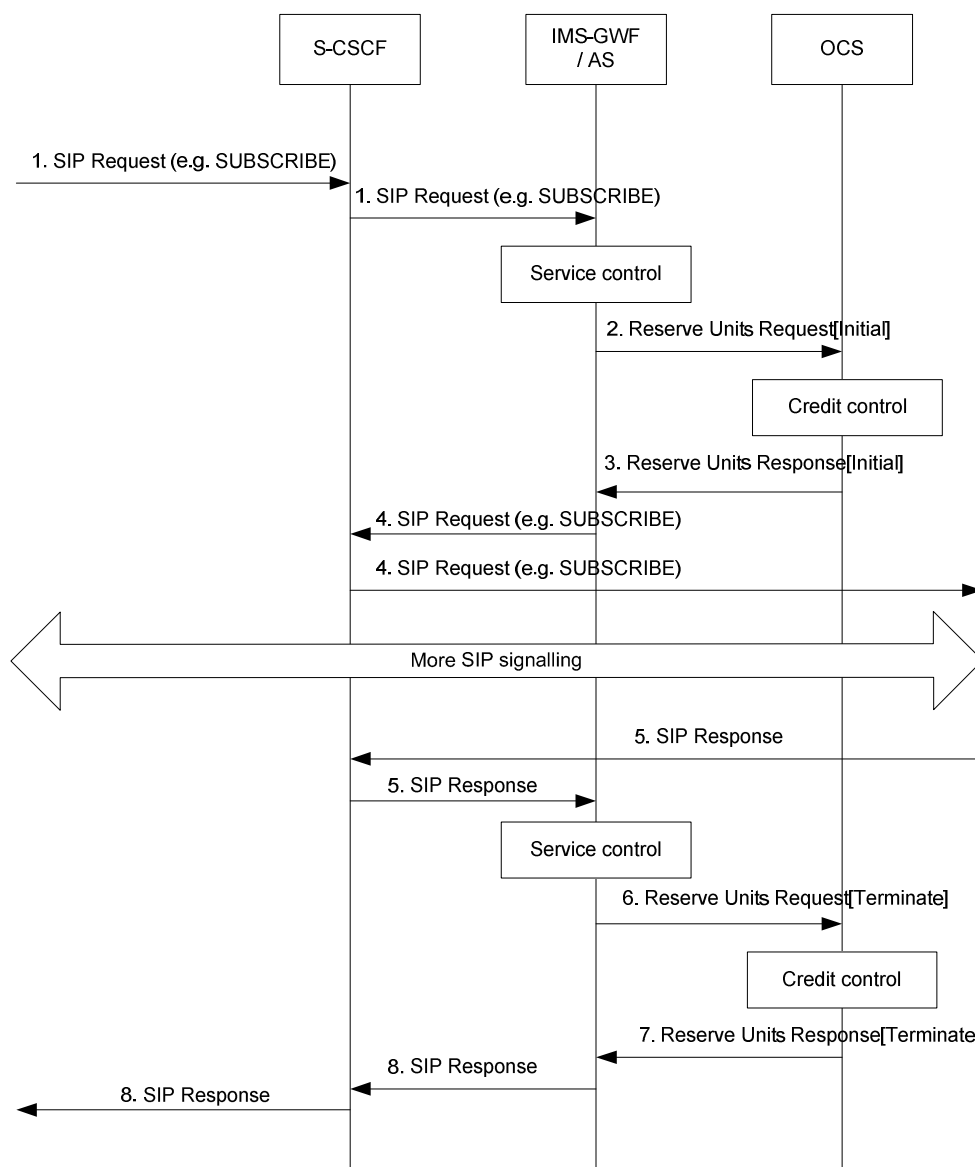 S-CSCF
IMS-GWF
/ AS
OCS
1. SIP Request (e.g. SUBSCRIBE)
1. SIP Request (e.g. SUBSCRIBE)
Service control
2. Reserve Units Request[Initial]
Credit control
3. Reserve Units Response[Initial]
4. SIP Request (e.g. SUBSCRIBE)
4. SIP Request (e.g. SUBSCRIBE)
More SIP signalling
5. SIP Response
5. SIP Response
Service control
6. Reserve Units Request[Terminate]
Credit control
7. Reserve Units Response[Terminate
8. SIP Response
8. SIP Response